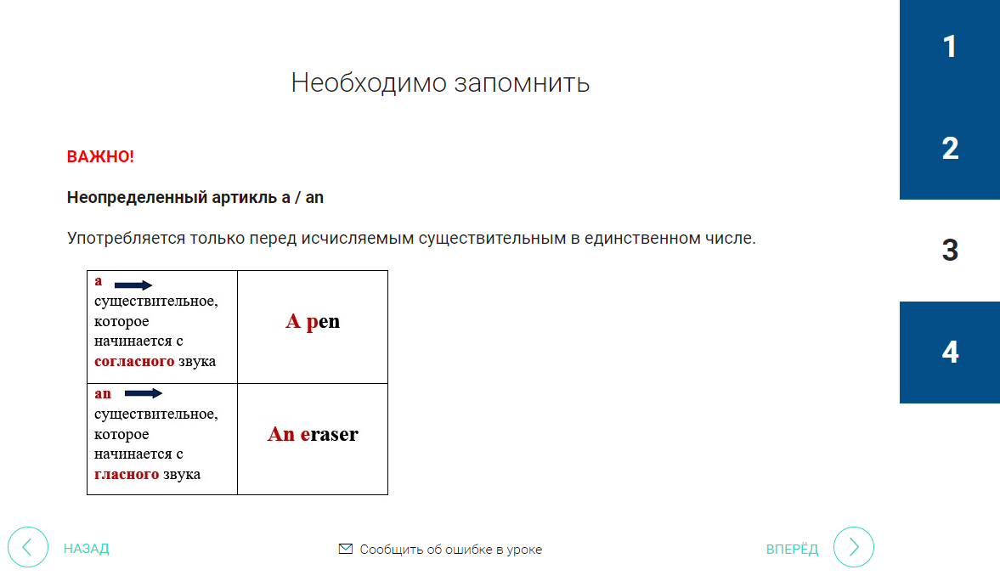 Необходимо запомнить
ВАЖНО!
Неопределенный артикль a / an
Употребляется только перед исчисляемым существительным в единственном числе.
a
существительное,
которое
начинается с
согласного звука
A pen
an
существительное,
которое
начинается с
гласного звука
An eraser
НАЗАД
Сообщить об ошибке в уроке
ВПЕРЁД
1
2
3
4